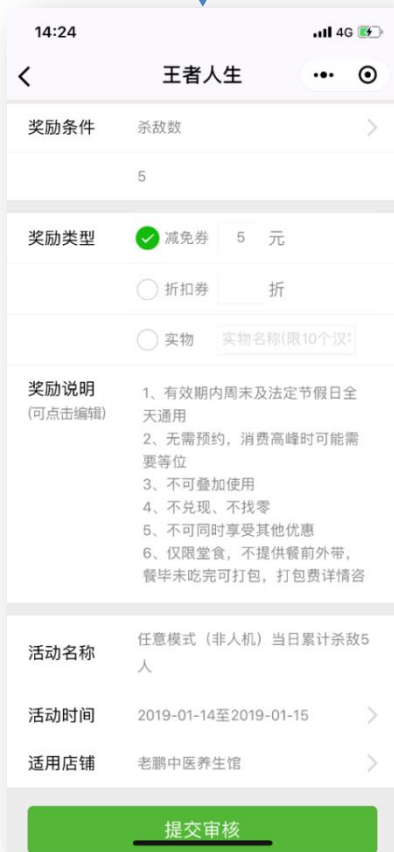 14:24
4G
王者人生
奖励条件
杀敌数
5
奖励类型
减免券 5 元
折扣券 折
实物 实物名称(限10个汉字
奖励说明
(可点击编辑)
1、有效期内周末及法定节假日全
天通用
2、无需预约，消费高峰时可能需
要等位
3、不可叠加使用
4、不兑现、不找零
5、不可同时享受其他优惠
6、仅限堂食，不提供餐前外带，
餐毕未吃完可打包，打包费详情咨
活动名称
任意模式（非人机）当日累计杀敌5
人
活动时间
2019-01-14至2019-01-15
适用店铺
老鹏中医养生馆
提交审核